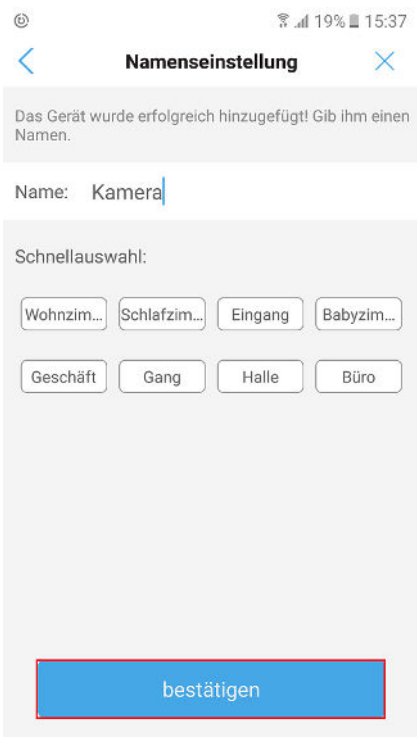 19% 15:37
Namenseinstellung
Das Gerät wurde erfolgreich hinzugefügt! Gib ihm einen
Namen.
Name: Kamera
Schnellauswahl:
Wohnzim... Schlafzim... Eingang Babyzim...
Geschäft Gang Halle Büro
bestätigen